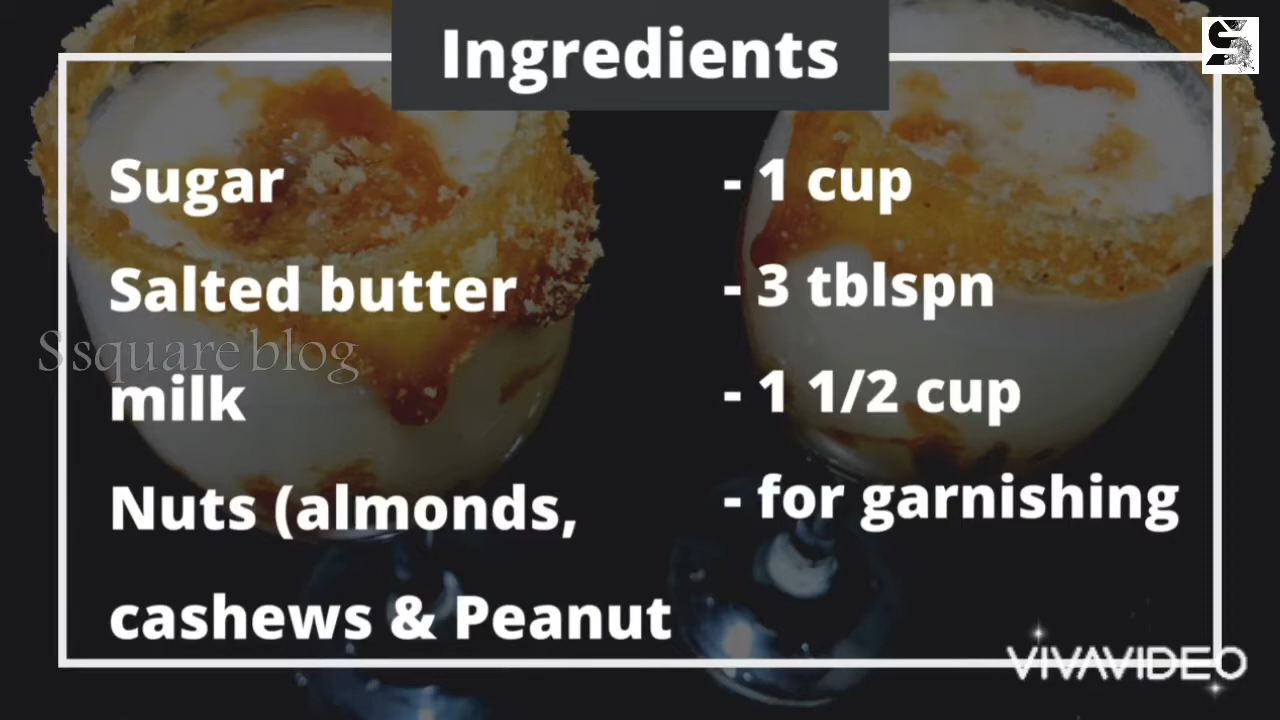 Ingredients
Sugar - 1 cup
Salted butter - 3 tblspn
Ssquare blog
milk - 1 1/2 cup
Nuts (almonds, - for garnishing
cashews & Peanut
VIVAVIDEO